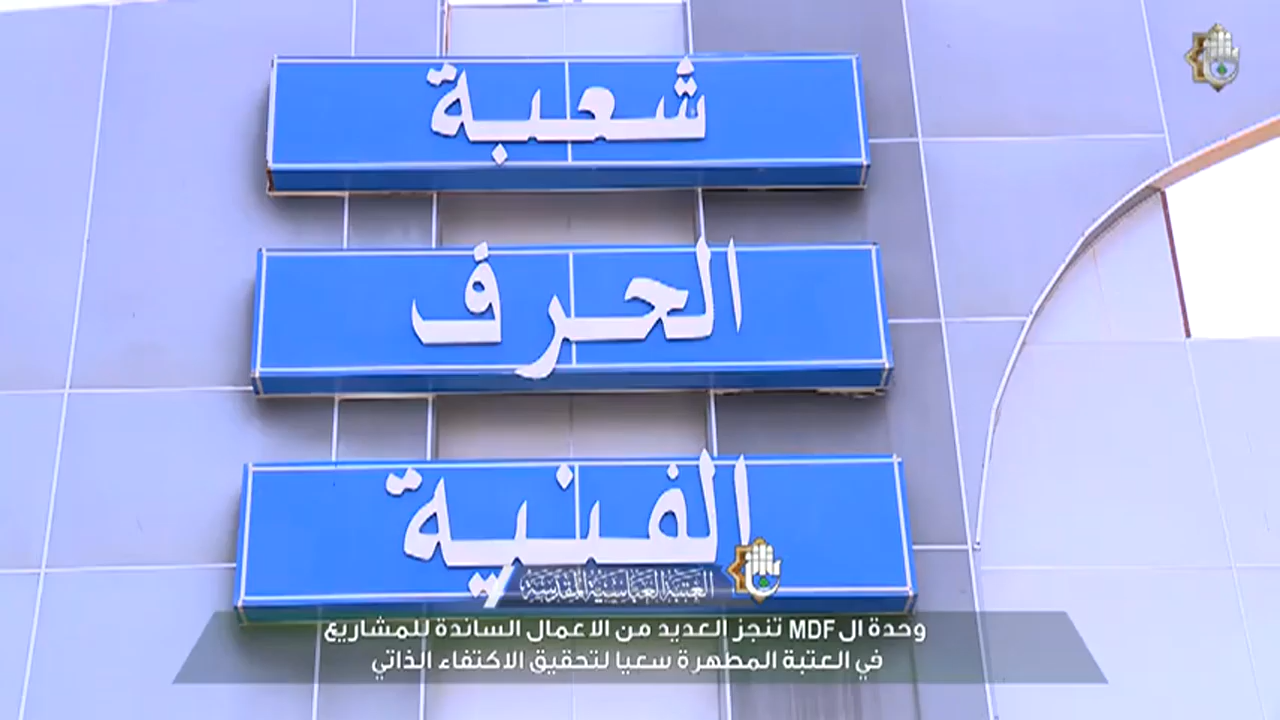 شعبة
الحرف
الفنية
العتبة العباسية المقدسة
وحدة ال MDF تنجز العديد من الاعمال الساندة للمشاريع
في العتبة المطهرة سعيا لتحقيق الاكتفاء الذاتي